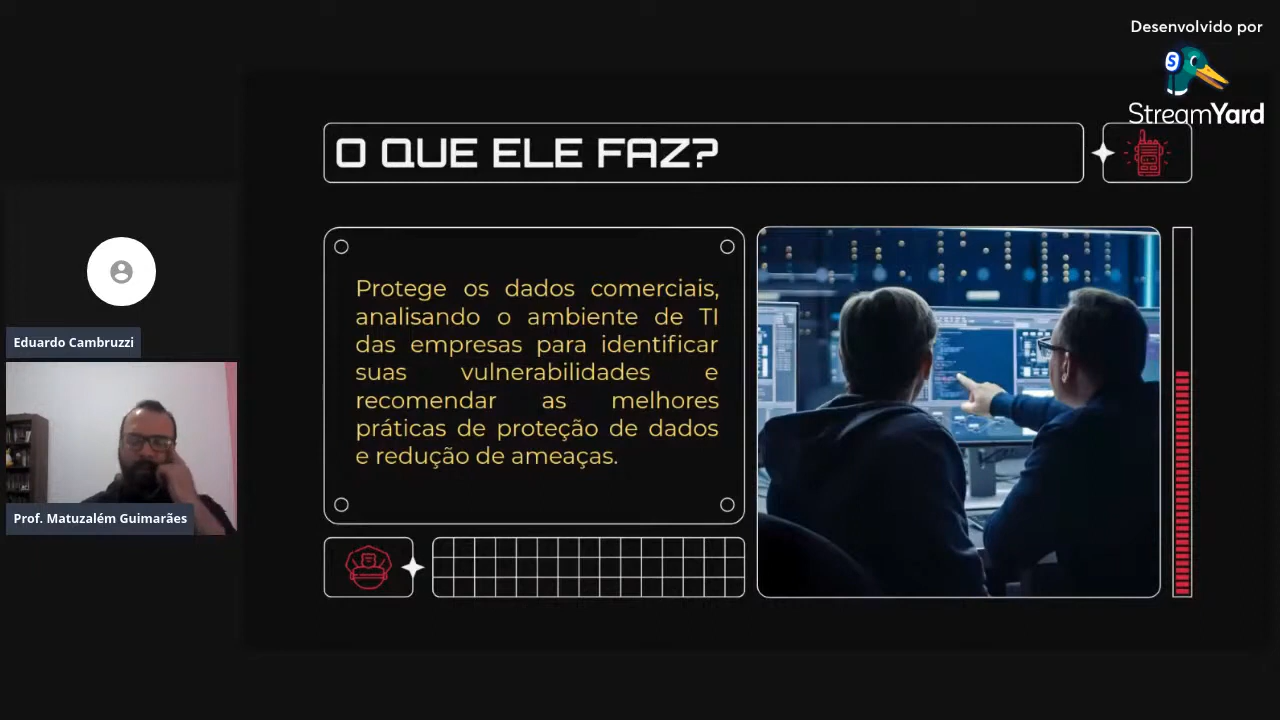 Desenvolvido por
StreamYard
O QUE ELE FAZ?
Protege os dados comerciais,
analisando o ambiente de TI
das empresas para identificar
suas vulnerabilidades e
recomendar as melhores
práticas de proteção de dados
e redução de ameaças.
Eduardo Cambruzzi
Prof. Matuzalém Guimarães